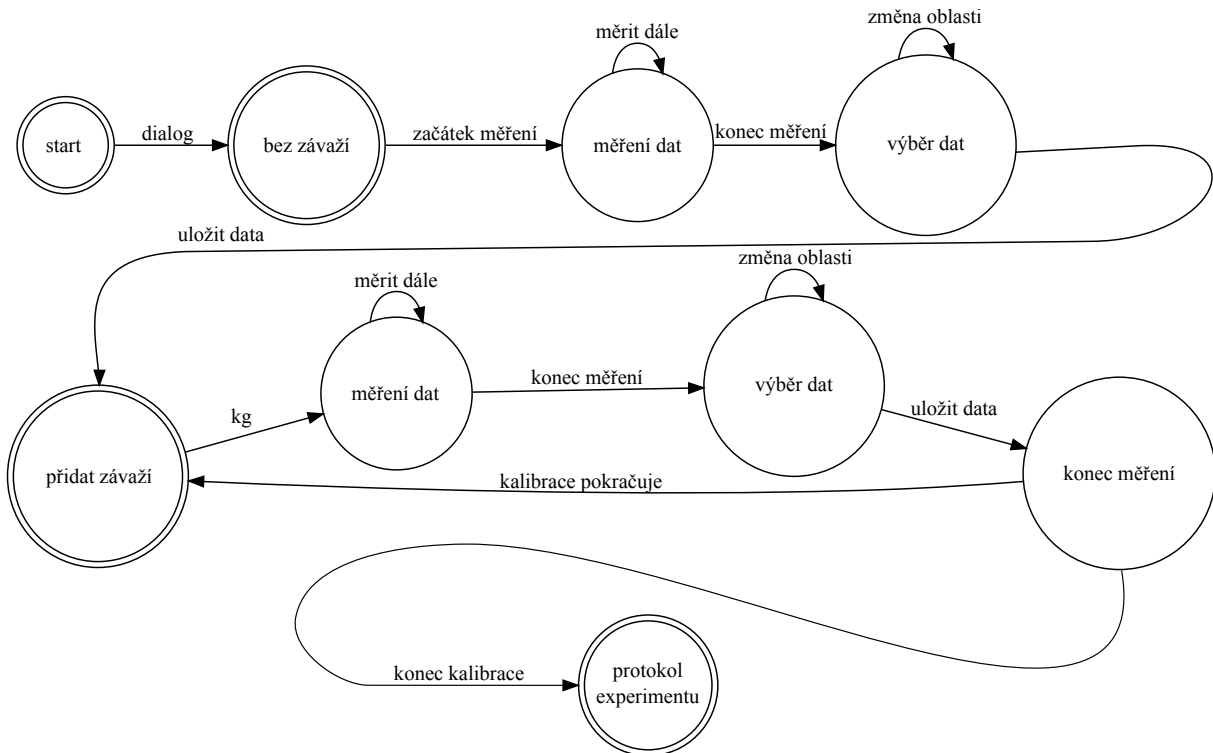 změna oblasti
měrit dále
start
dialog
bez závaží
začátek měření
měření dat
konec měření
výběr dat
uložit data
změna oblasti
měrit dále
přidat závaží
kg
měření dat
konec měření
výběr dat
uložit data
konec měření
kalibrace pokračuje
konec kalibrace
protokol
experimentu